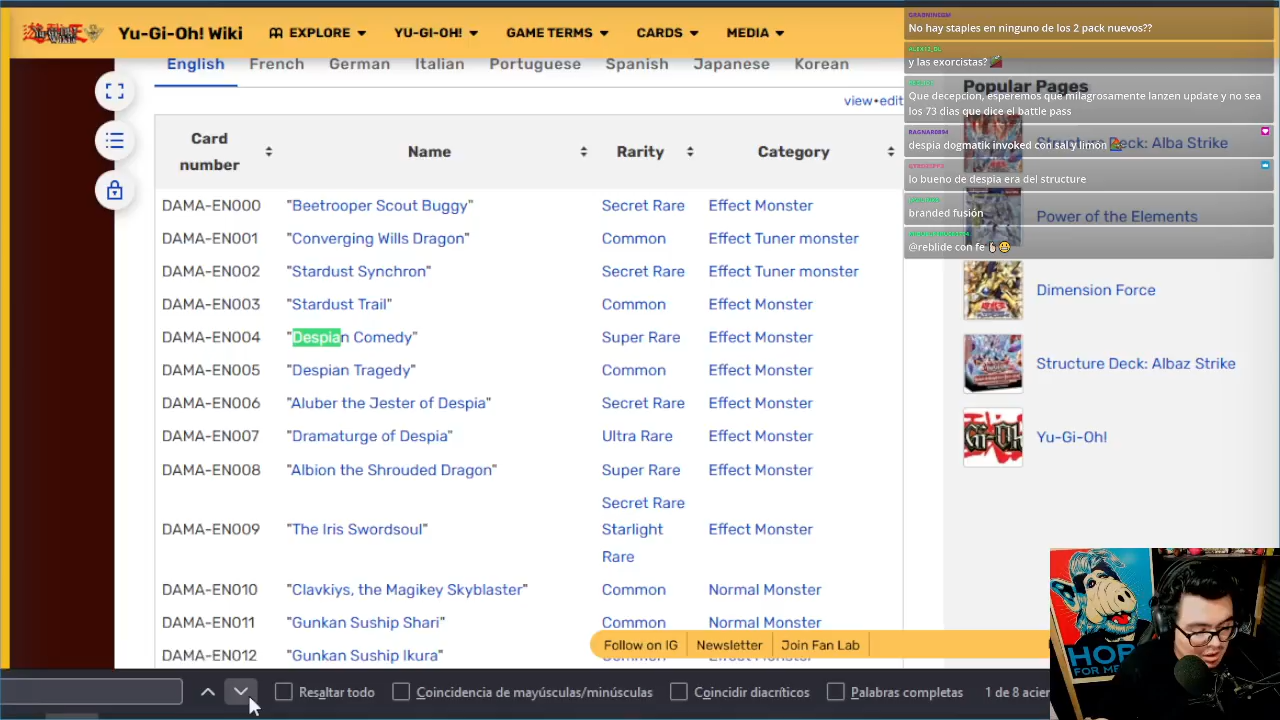 Yu-Gi-Oh! Wiki
EXPLORE
YU-GI-OH!
GAME TERMS
CARDS
MEDIA
English
French
German
Italian
Portuguese
Spanish
Japanese
Korean
view•edit
Card number
Name
Rarity
Category
DAMA-EN000 "Beetrooper Scout Buggy" Secret Rare Effect Monster
DAMA-EN001 "Converging Wills Dragon" Common Effect Tuner monster
DAMA-EN002 "Stardust Synchron" Secret Rare Effect Tuner monster
DAMA-EN003 "Stardust Trail" Common Effect Monster
DAMA-EN004 "Despian Comedy" Super Rare Effect Monster
DAMA-EN005 "Despian Tragedy" Common Effect Monster
DAMA-EN006 "Aluber the Jester of Despia" Secret Rare Effect Monster
DAMA-EN007 "Dramaturge of Despia" Ultra Rare Effect Monster
DAMA-EN008 "Albion the Shrouded Dragon" Super Rare Effect Monster
Secret Rare
DAMA-EN009 "The Iris Swordsoul" Starlight Effect Monster
Rare
DAMA-EN010 "Clavkiys, the Magikey Skyblaster" Common Normal Monster
DAMA-EN011 "Gunkan Suship Shari" Common Normal Monster
DAMA-EN012 "Gunkan Suship Ikura"
Follow on IG
Newsletter
Join Fan Lab
No hay staples en ninguno de los 2 pack nuevos??
y las exorcistas?
Popular Pages
Que decepcion, esperemos que milagrosamente lanzen update y no sea
los 73 dias que dice el battle pass
RAGNAR0894
despia dogmatik invoked con sal y limón
Structure Deck: Alba Strike
lo bueno de despia era del structure
branded fusión
Power of the Elements
@reblide con fe
Dimension Force
Structure Deck: Albaz Strike
Yu-Gi-Oh!
HOP
FOR ME
Resaltar todo
Coincidencia de mayúsculas/minúsculas
Coincidir diacríticos
Palabras completas
1 de 8 acier